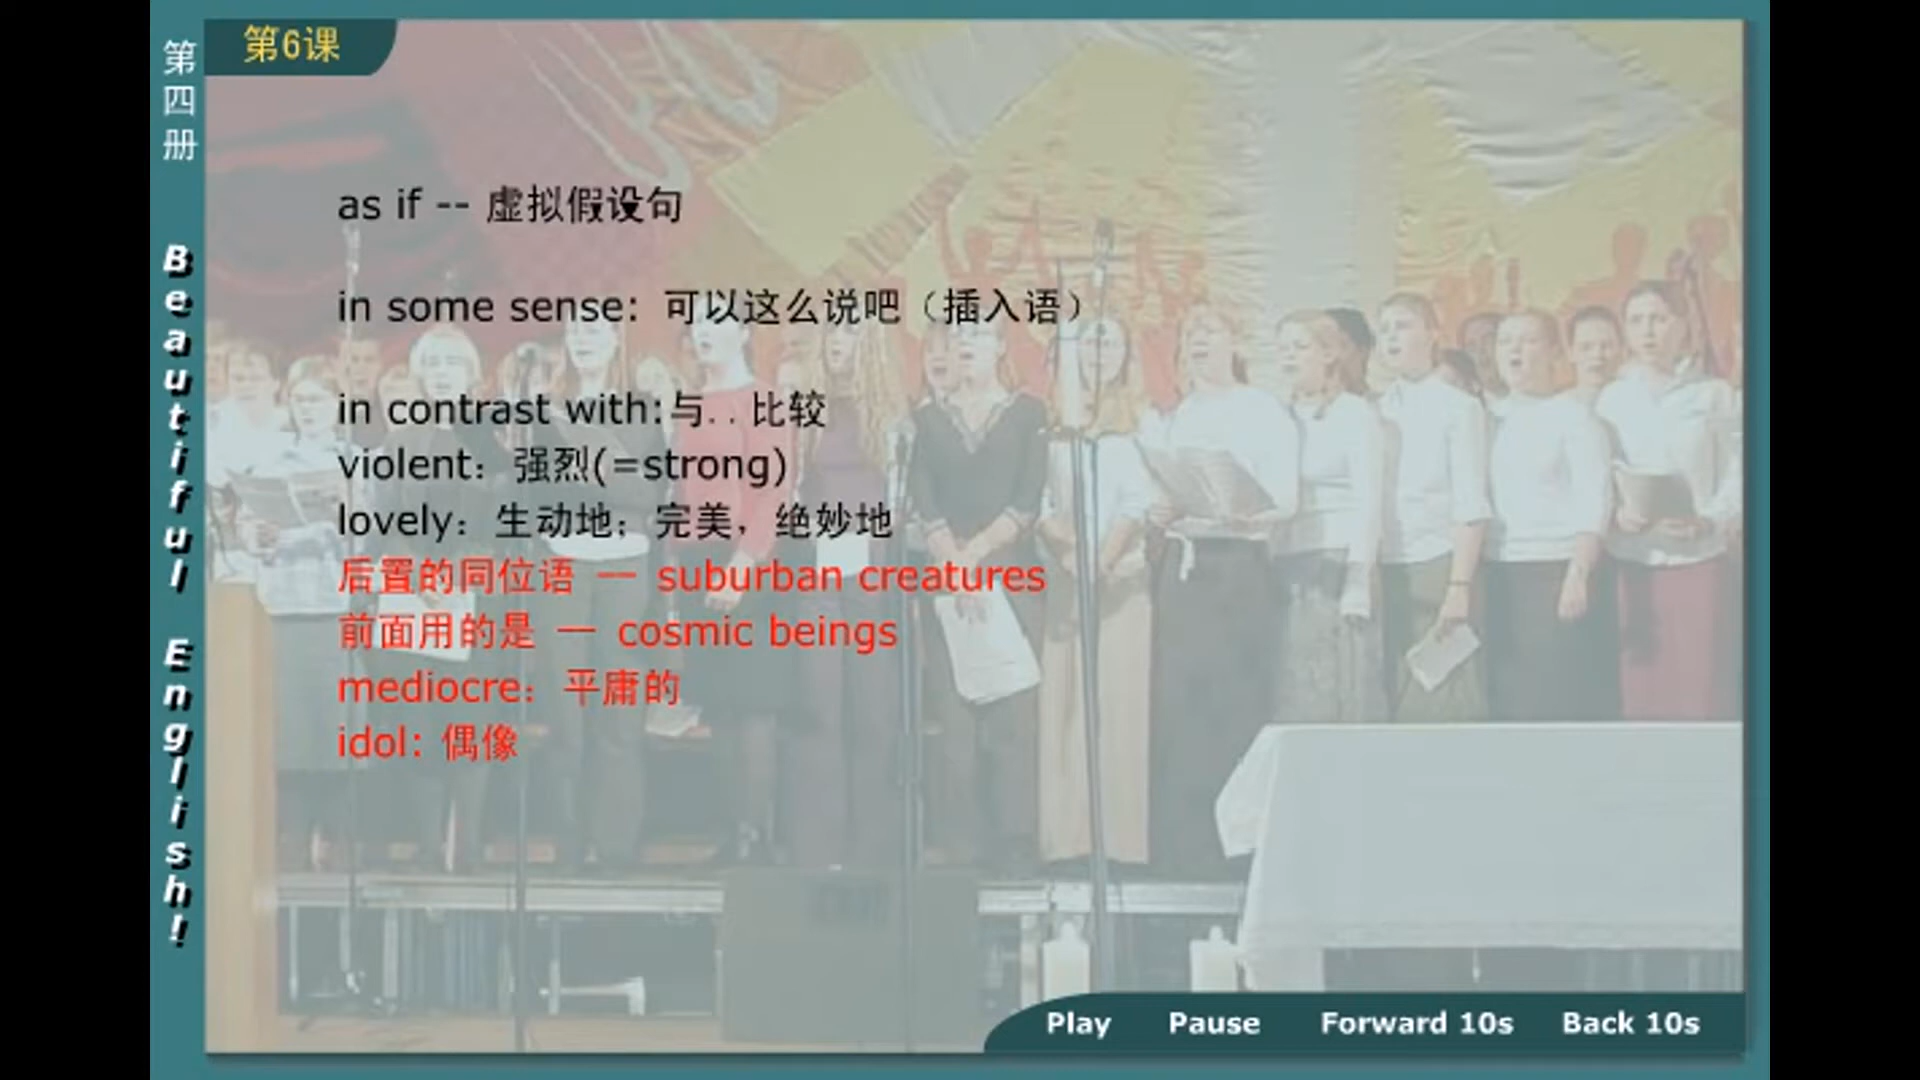 第6课
第四册
Beautiful English!
as if -- 虚拟假设句
in some sense: 可以这么说吧（插入语）
in contrast with:与..比较
violent：强烈(=strong)
lovely：生动地；完美，绝妙地
后置的同位语 — suburban creatures
前面用的是 — cosmic beings
mediocre：平庸的
idol: 偶像
Play Pause Forward 10s Back 10s